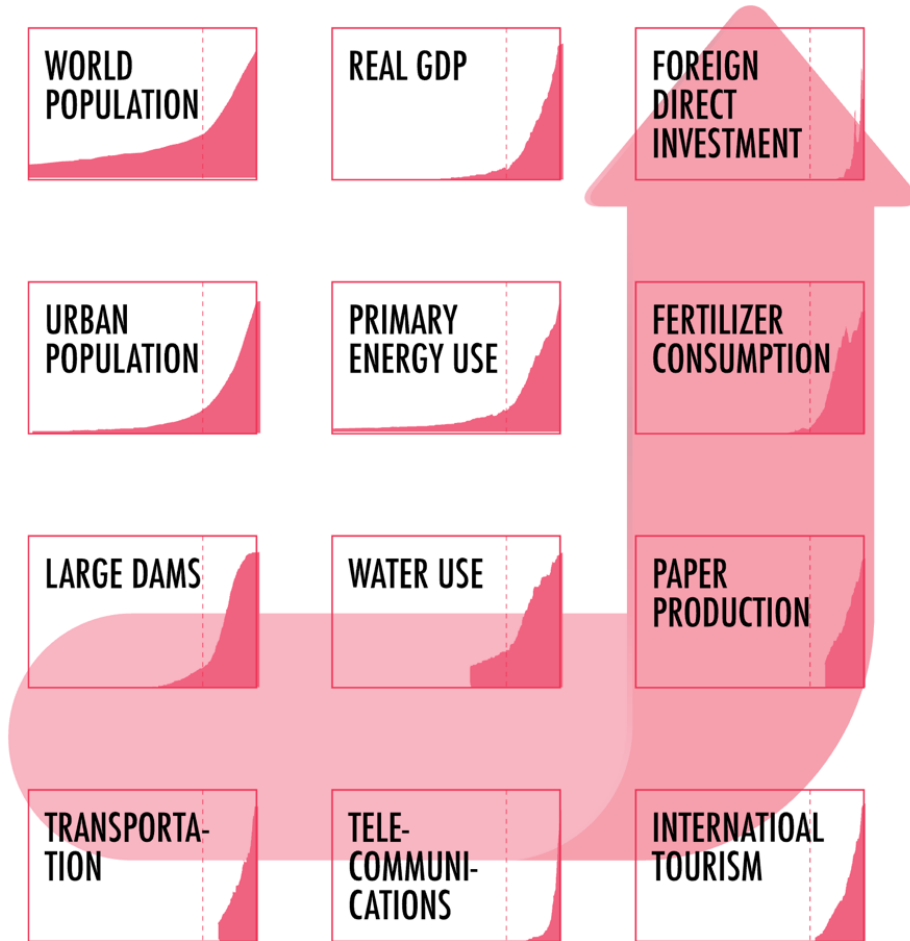 WORLD
POPULATION
REAL GDP
FOREIGN
DIRECT
INVESTMENT
URBAN
POPULATION
PRIMARY
ENERGY USE
FERTILIZER
CONSUMPTION
LARGE DAMS
WATER USE
PAPER
PRODUCTION
TRANSPORTA-
TION
TELE-
COMMUNI-
CATIONS
INTERNATIOAL
TOURISM